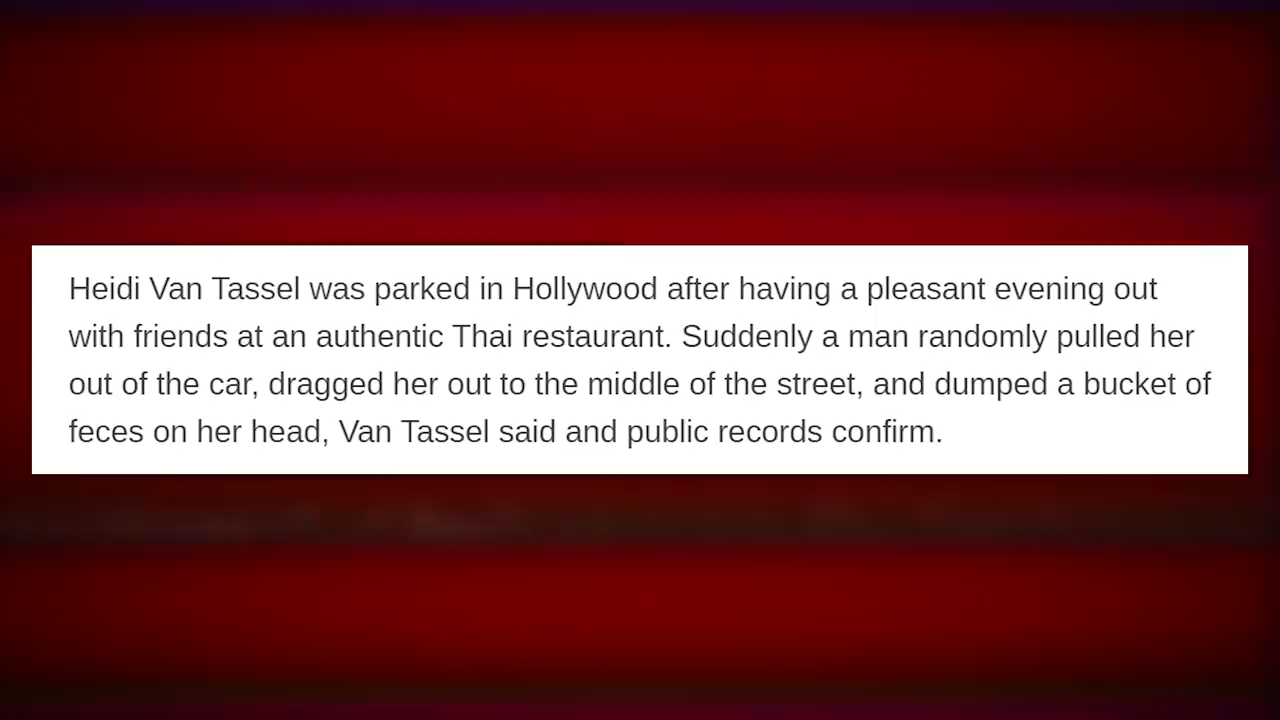 Heidi Van Tassel was parked in Hollywood after having a pleasant evening out
with friends at an authentic Thai restaurant. Suddenly a man randomly pulled her
out of the car, dragged her out to the middle of the street, and dumped a bucket of
feces on her head, Van Tassel said and public records confirm.